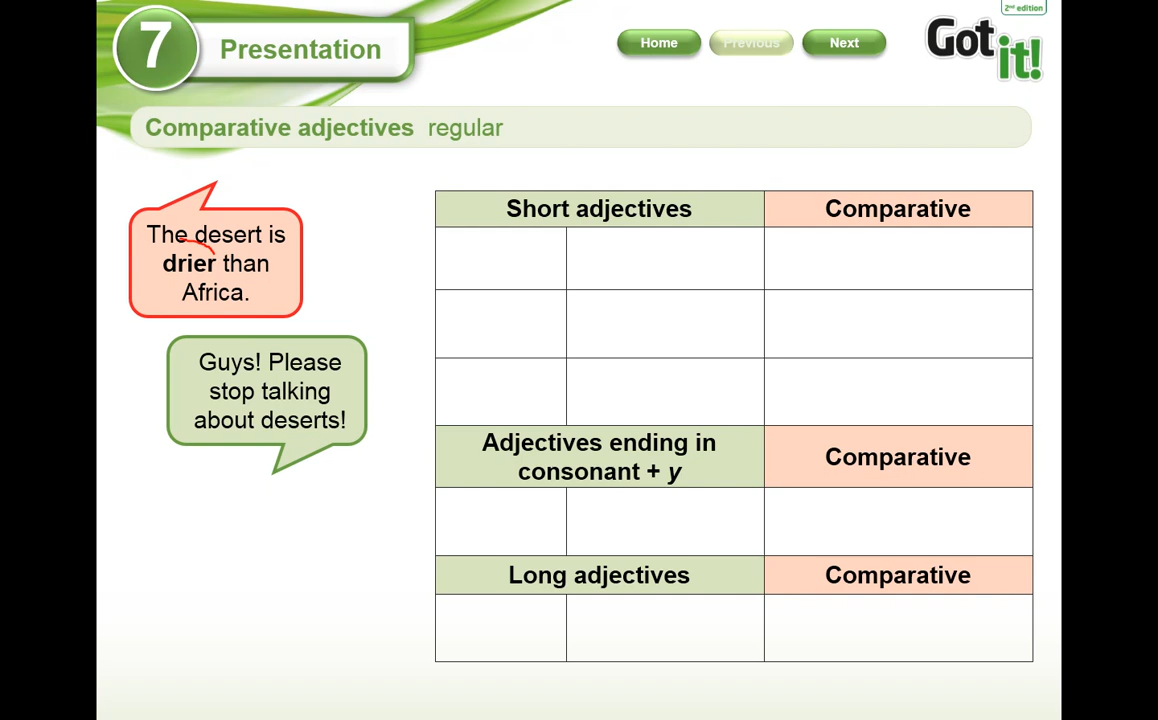 7
Presentation
Home
Previous
Next
2nd edition
Got
it!
Comparative adjectives regular
The desert is
drier than
Africa.
Guys! Please
stop talking
about deserts!
Short adjectives
Comparative
Adjectives ending in
consonant + y
Comparative
Long adjectives
Comparative